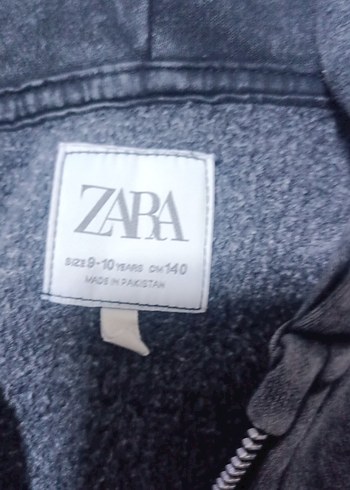 ZARA
SIZE 9-10 YEARS CM 140
MADE IN PAKISTAN